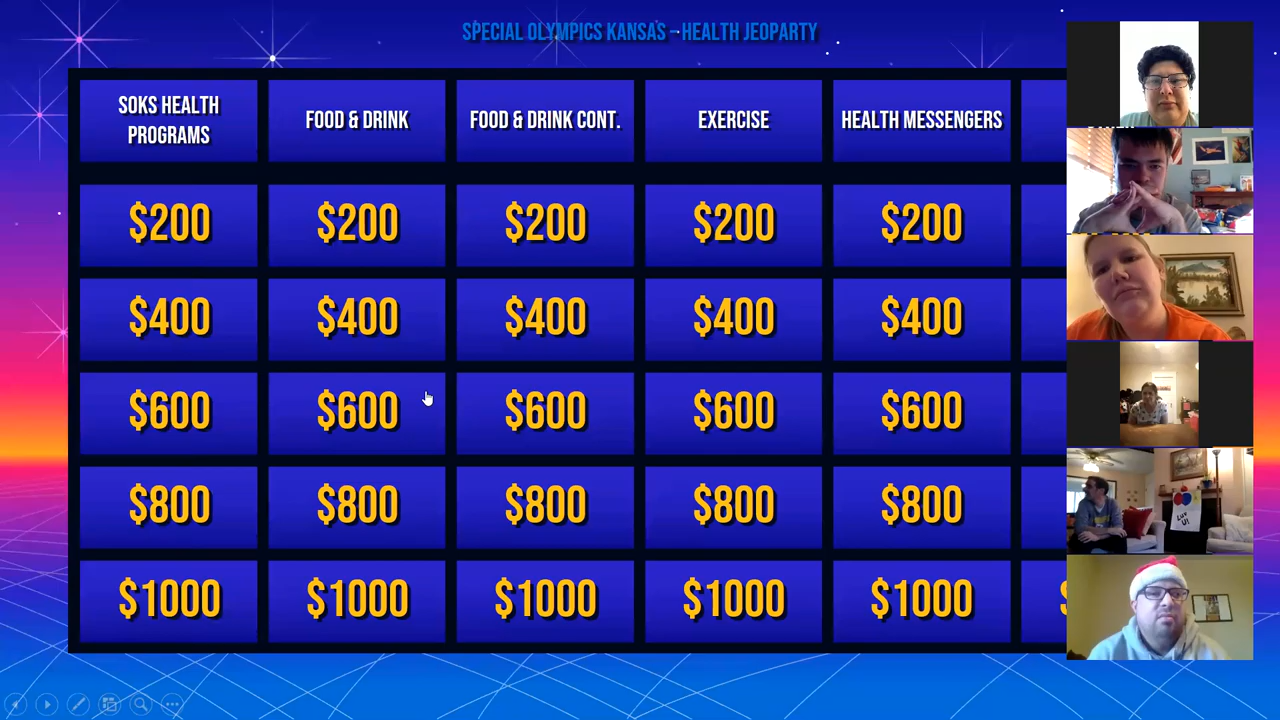 SPECIAL OLYMPICS KANSAS – HEALTH JEOPARTY
SOKS HEALTH
PROGRAMS
FOOD & DRINK
FOOD & DRINK CONT.
EXERCISE
HEALTH MESSENGERS
$200 $200 $200 $200 $200
$400 $400 $400 $400 $400
$600 $600 $600 $600 $600
$800 $800 $800 $800 $800
$1000 $1000 $1000 $1000 $1000
LUV
U!